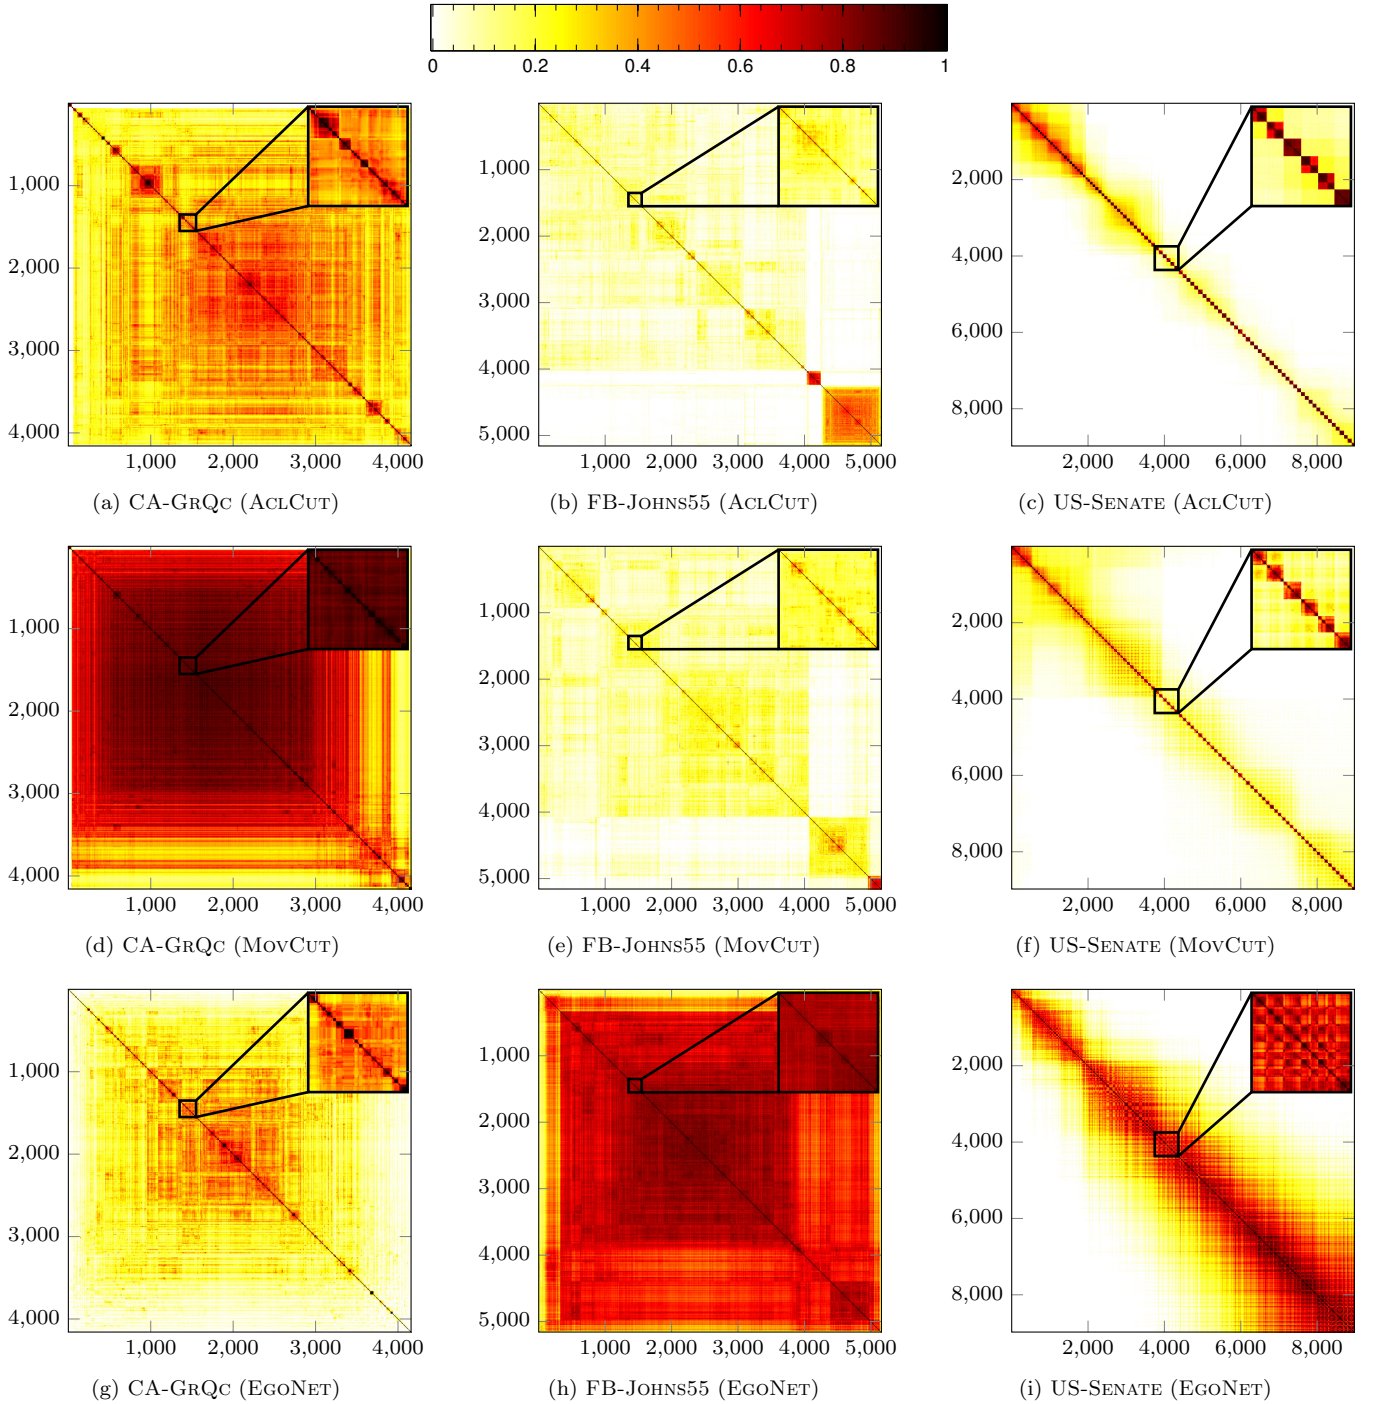 0 0.2 0.4 0.6 0.8 1
1,000 2,000 3,000 4,000
1,000 2,000 3,000 4,000
(a) CA-GrQc (AclCut)
1,000 2,000 3,000 4,000 5,000
1,000 2,000 3,000 4,000 5,000
(b) FB-Johns55 (AclCut)
2,000 4,000 6,000 8,000
2,000 4,000 6,000 8,000
(c) US-Senate (AclCut)
1,000 2,000 3,000 4,000
1,000 2,000 3,000 4,000
(d) CA-GrQc (MovCut)
1,000 2,000 3,000 4,000 5,000
1,000 2,000 3,000 4,000 5,000
(e) FB-Johns55 (MovCut)
2,000 4,000 6,000 8,000
2,000 4,000 6,000 8,000
(f) US-Senate (MovCut)
1,000 2,000 3,000 4,000
1,000 2,000 3,000 4,000
(g) CA-GrQc (EgoNet)
1,000 2,000 3,000 4,000 5,000
1,000 2,000 3,000 4,000 5,000
(h) FB-Johns55 (EgoNet)
2,000 4,000 6,000 8,000
2,000 4,000 6,000 8,000
(i) US-Senate (EgoNet)